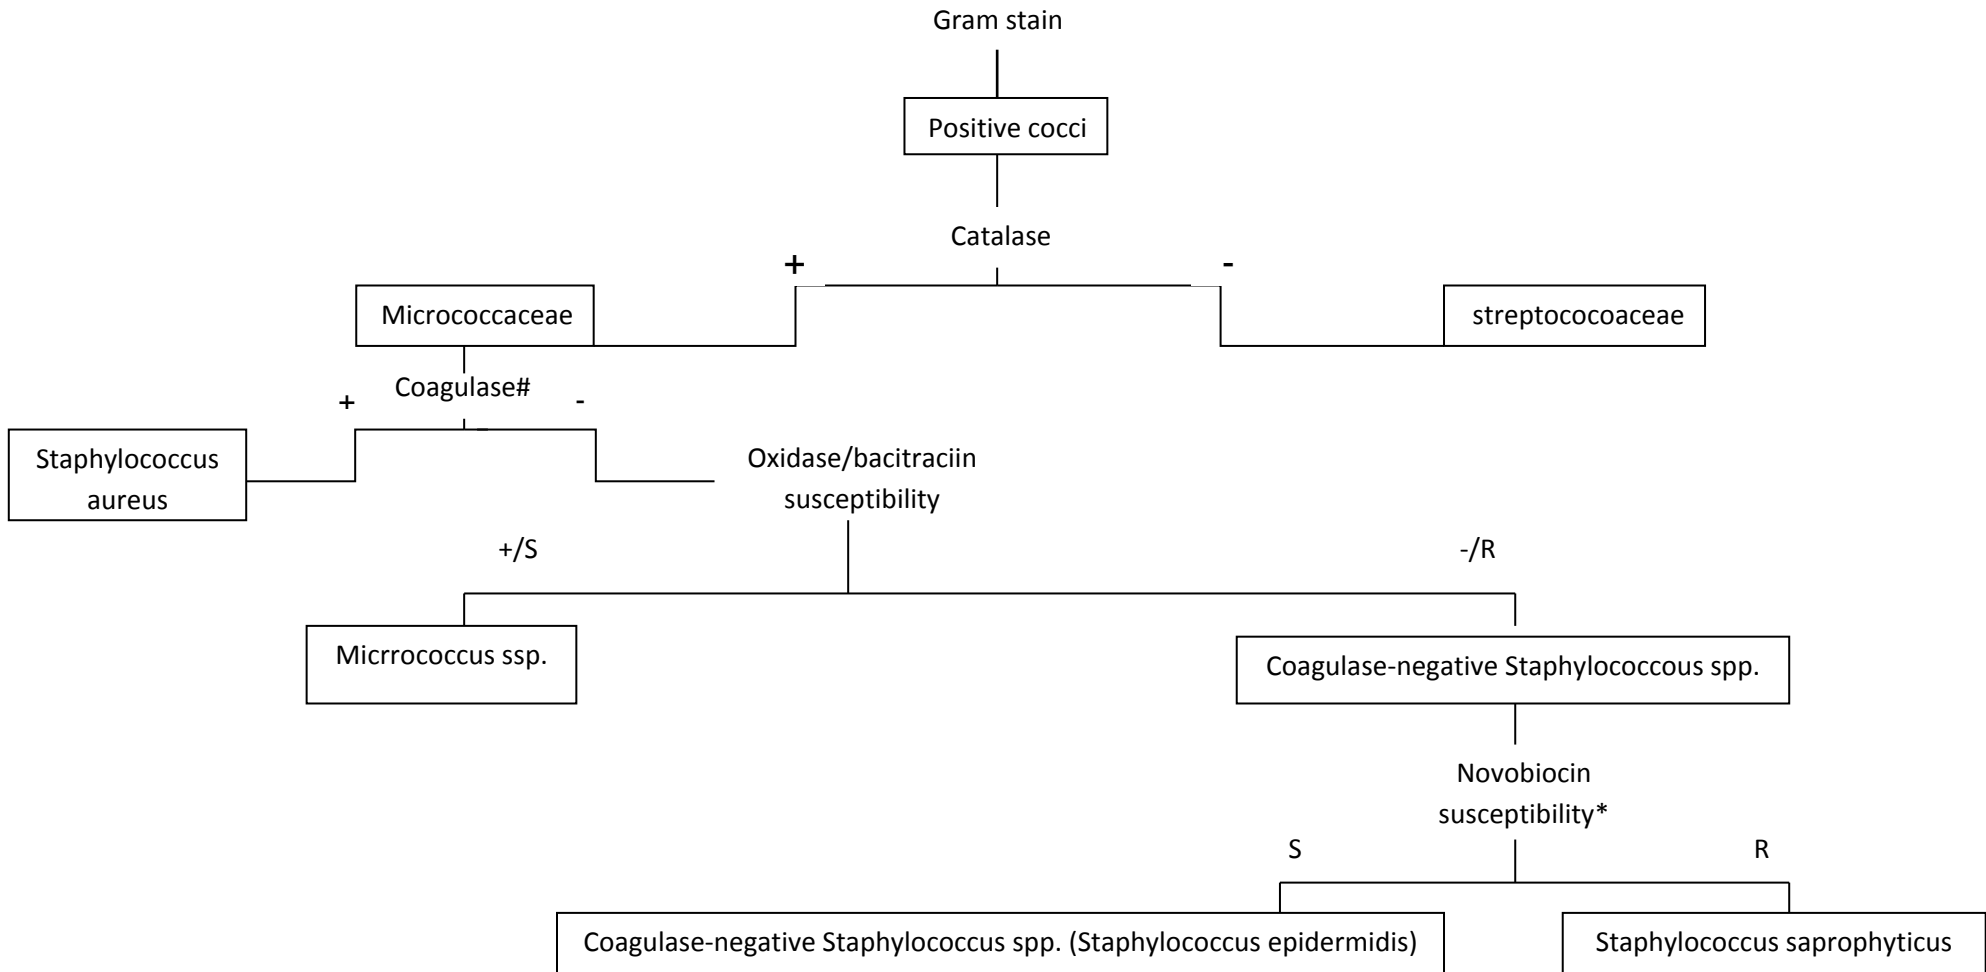 Gram stain
Positive cocci
Catalase
+
-
Micrococcaceae
streptococoaceae
Coagulase#
+
-
Staphylococcus
aureus
Oxidase/bacitraciin
susceptibility
+/S
-/R
Micrrococcus ssp.
Coagulase-negative Staphylococcous spp.
Novobiocin
susceptibility*
S
R
Coagulase-negative Staphylococcus spp. (Staphylococcus epidermidis)
Staphylococcus saprophyticus